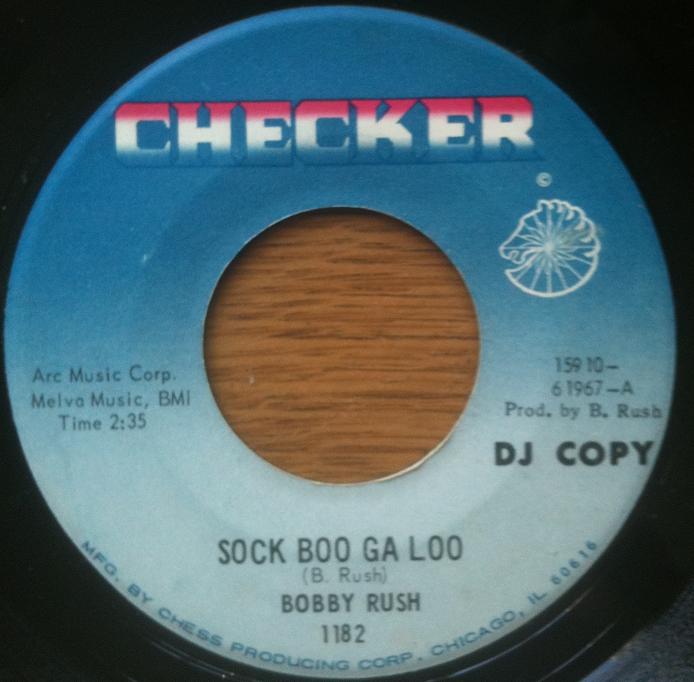 CHECKER
©
Arc Music Corp.
Melva Music, BMI
Time 2:35
15910-
61967-A
Prod. by B. Rush
DJ COPY
SOCK BOO GA LOO
(B. Rush)
BOBBY RUSH
1182
MFG. BY CHESS PRODUCING CORP. CHICAGO, IL 60616